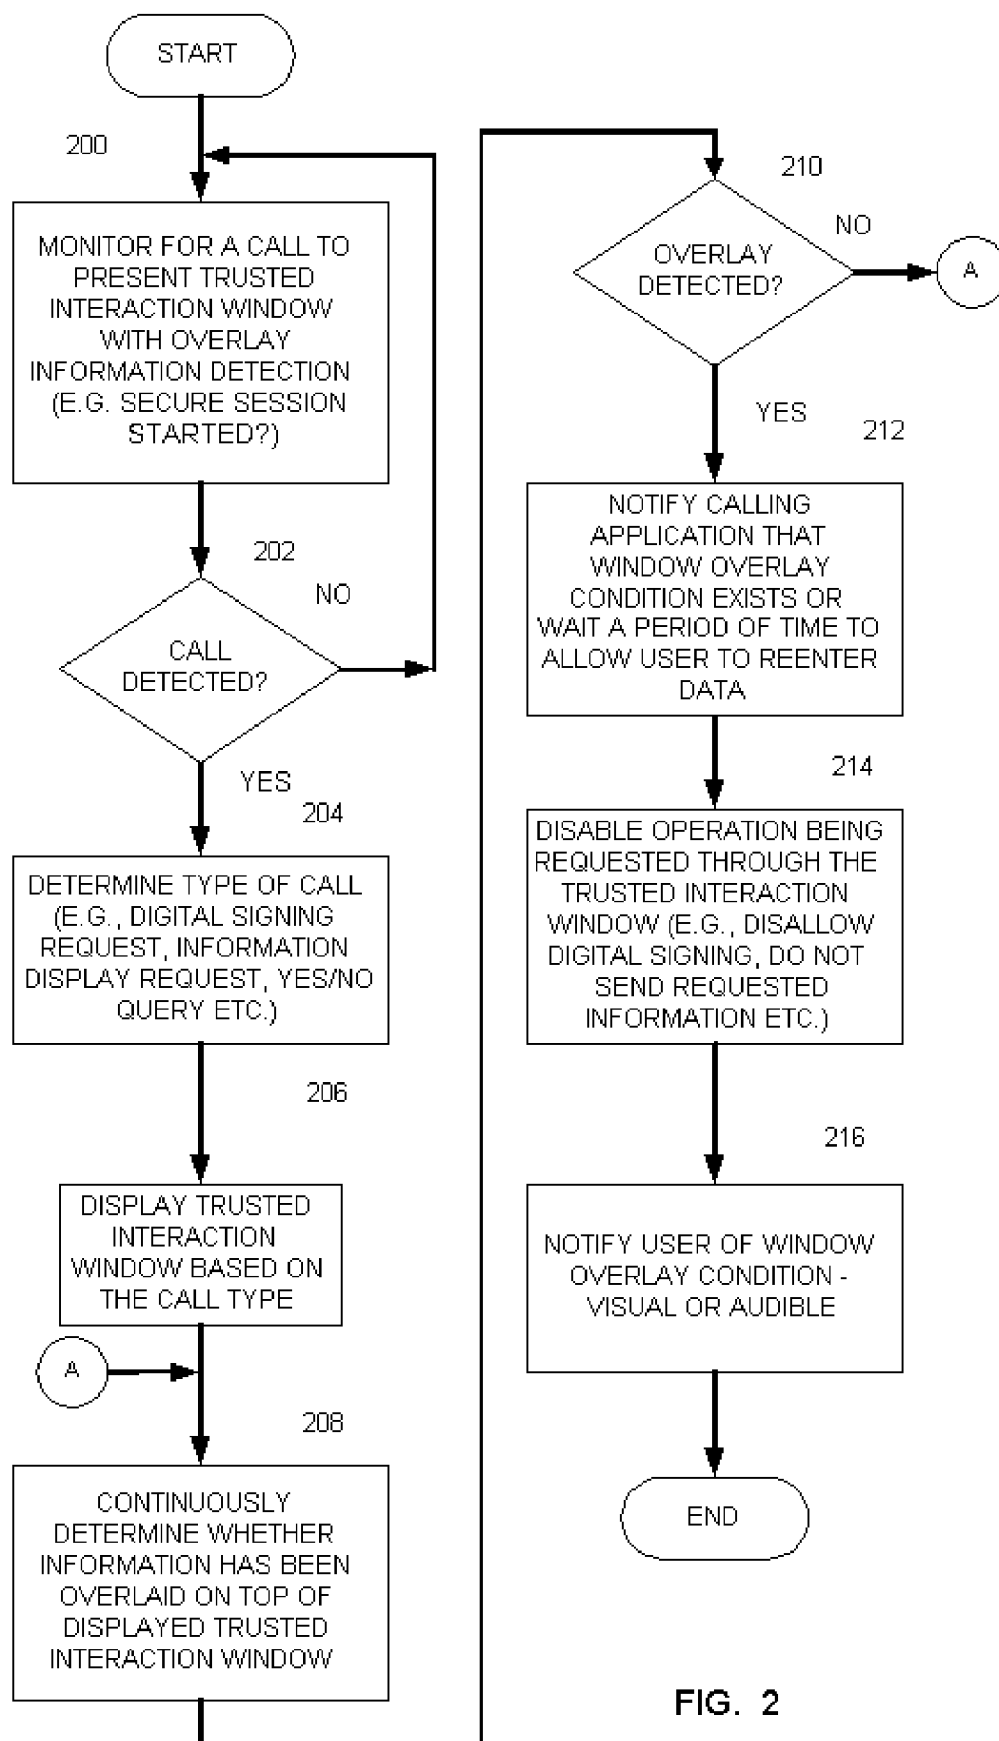 START
200
MONITOR FOR A CALL TO
PRESENT TRUSTED
INTERACTION WINDOW
WITH OVERLAY
INFORMATION DETECTION
(E.G. SECURE SESSION
STARTED?)
202
NO
CALL
DETECTED?
YES
204
DETERMINE TYPE OF CALL
(E.G., DIGITAL SIGNING
REQUEST, INFORMATION
DISPLAY REQUEST, YES/NO
QUERY ETC.)
206
DISPLAY TRUSTED
INTERACTION
WINDOW BASED ON
THE CALL TYPE
A
208
CONTINUOUSLY
DETERMINE WHETHER
INFORMATION HAS BEEN
OVERLAID ON TOP OF
DISPLAYED TRUSTED
INTERACTION WINDOW
210
NO
OVERLAY
DETECTED?
A
YES
212
NOTIFY CALLING
APPLICATION THAT
WINDOW OVERLAY
CONDITION EXISTS OR
WAIT A PERIOD OF TIME TO
ALLOW USER TO REENTER
DATA
214
DISABLE OPERATION BEING
REQUESTED THROUGH THE
TRUSTED INTERACTION
WINDOW (E.G., DISALLOW
DIGITAL SIGNING, DO NOT
SEND REQUESTED
INFORMATION ETC.)
216
NOTIFY USER OF WINDOW
OVERLAY CONDITION -
VISUAL OR AUDIBLE
END
FIG. 2